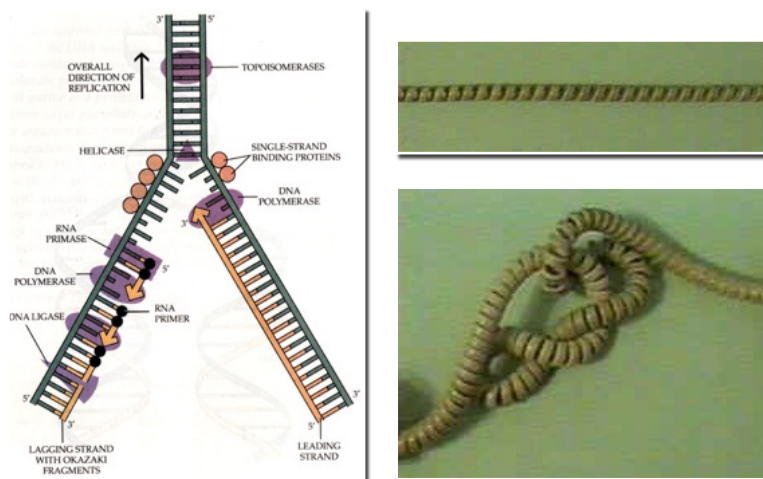 3'
5'
OVERALL
DIRECTION OF
REPLICATION
TOPOISOMERASES
HELICASE
SINGLE-STRAND
BINDING PROTEINS
DNA
POLYMERASE
3'
RNA
PRIMASE
5'
DNA
POLYMERASE
RNA
PRIMER
DNA LIGASE
5'
3'
5'
3'
LAGGING STRAND
WITH OKAZAKI
FRAGMENTS
LEADING
STRAND